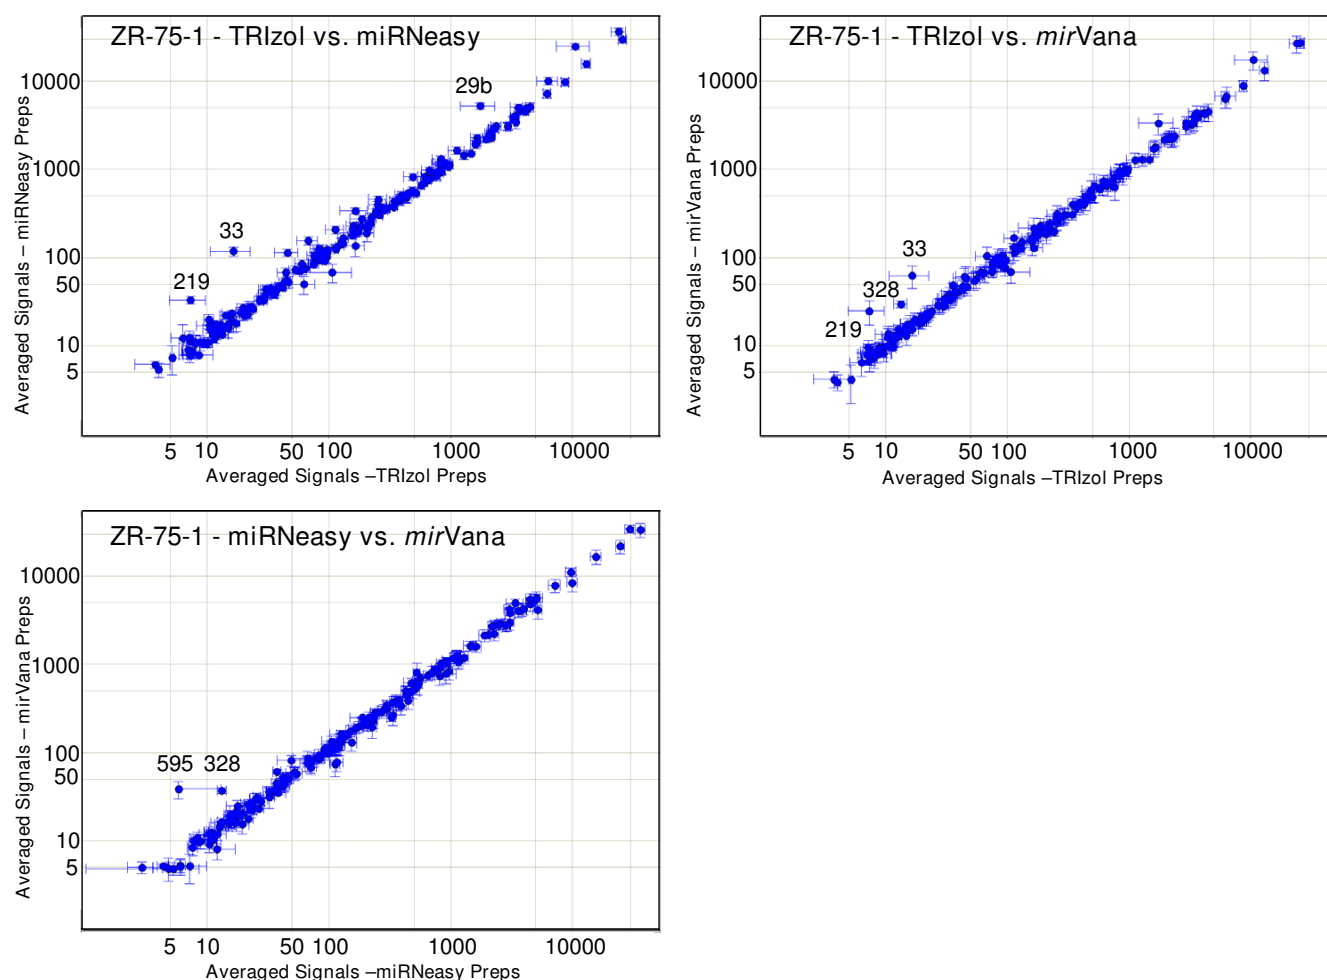 ZR-75-1 - TRIzol vs. miRNeasy
29b
33
219
10000
1000
100
50
10
5
Averaged Signals – miRNeasy Preps
5 10 50 100 1000 10000
Averaged Signals –TRIzol Preps
ZR-75-1 - TRIzol vs. mirVana
33
328
219
10000
1000
100
50
10
5
Averaged Signals – mirVana Preps
5 10 50 100 1000 10000
Averaged Signals –TRIzol Preps
ZR-75-1 - miRNeasy vs. mirVana
595 328
10000
1000
100
50
10
5
Averaged Signals – mirVana Preps
5 10 50 100 1000 10000
Averaged Signals –miRNeasy Preps